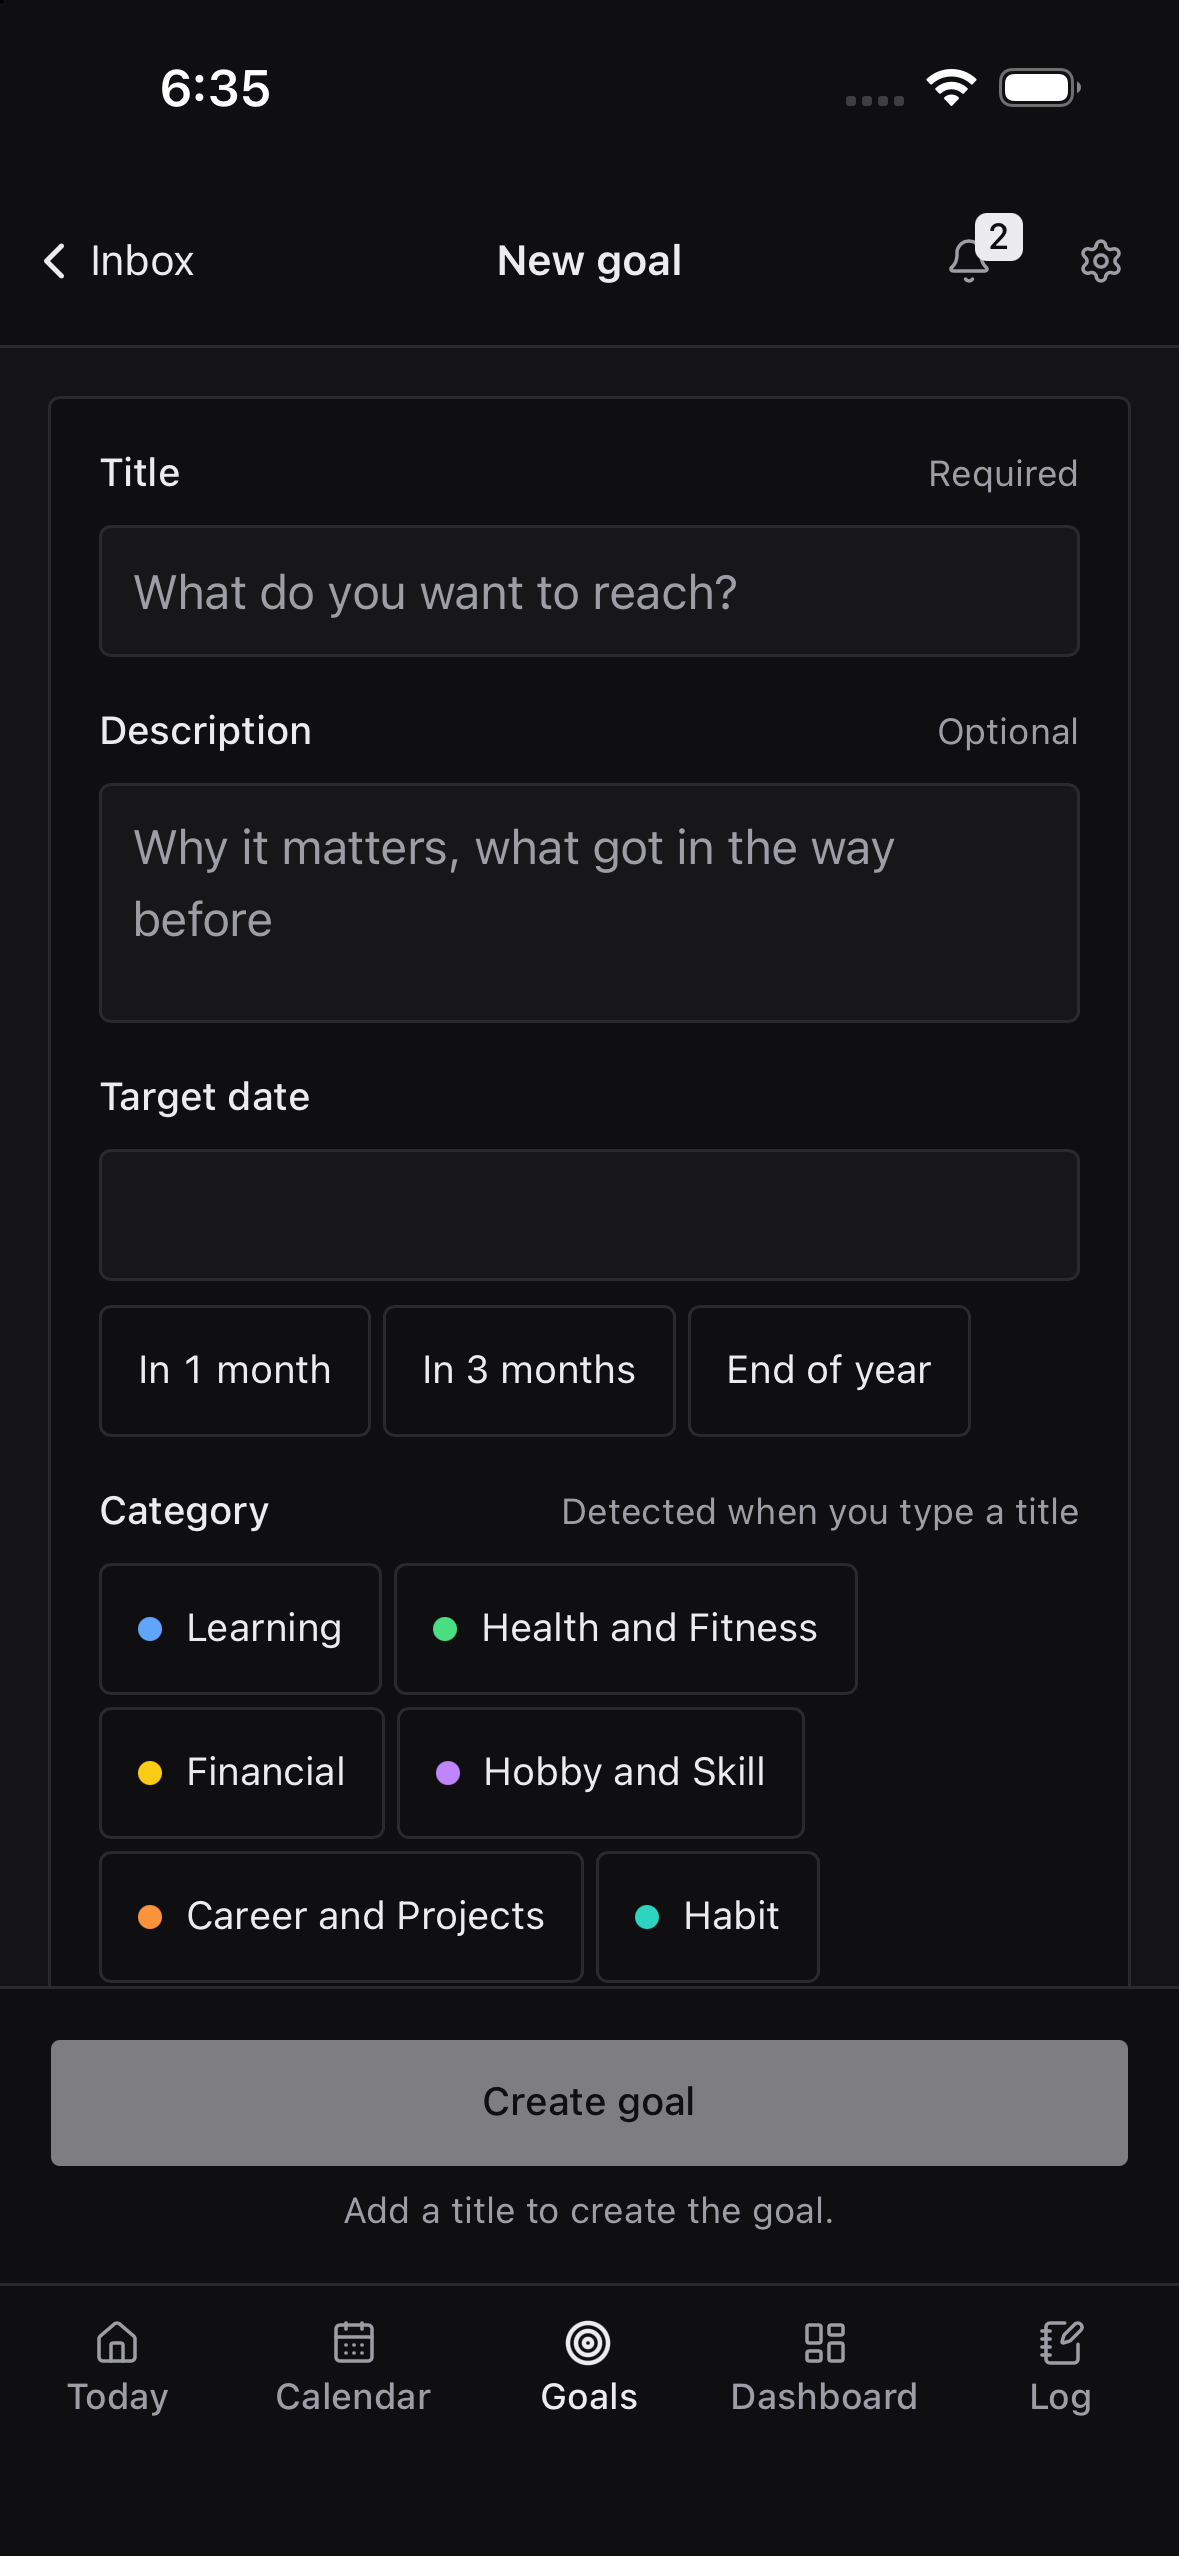 6:35
Inbox
New goal
2
Title
Required
What do you want to reach?
Description
Optional
Why it matters, what got in the way
before
Target date
In 1 month
In 3 months
End of year
Category
Detected when you type a title
Learning
Health and Fitness
Financial
Hobby and Skill
Career and Projects
Habit
Create goal
Add a title to create the goal.
Today
Calendar
Goals
Dashboard
Log